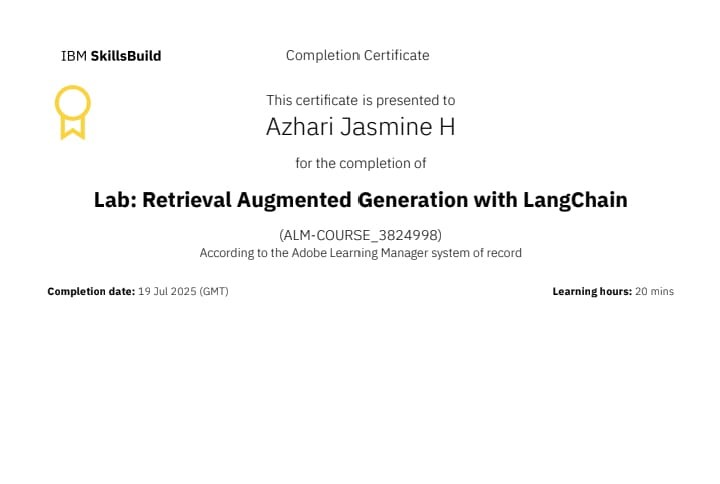 IBM SkillsBuild
Completion Certificate
This certificate is presented to
Azhari Jasmine H
for the completion of
Lab: Retrieval Augmented Generation with LangChain
(ALM-COURSE_3824998)
According to the Adobe Learning Manager system of record
Completion date: 19 Jul 2025 (GMT)
Learning hours: 20 mins